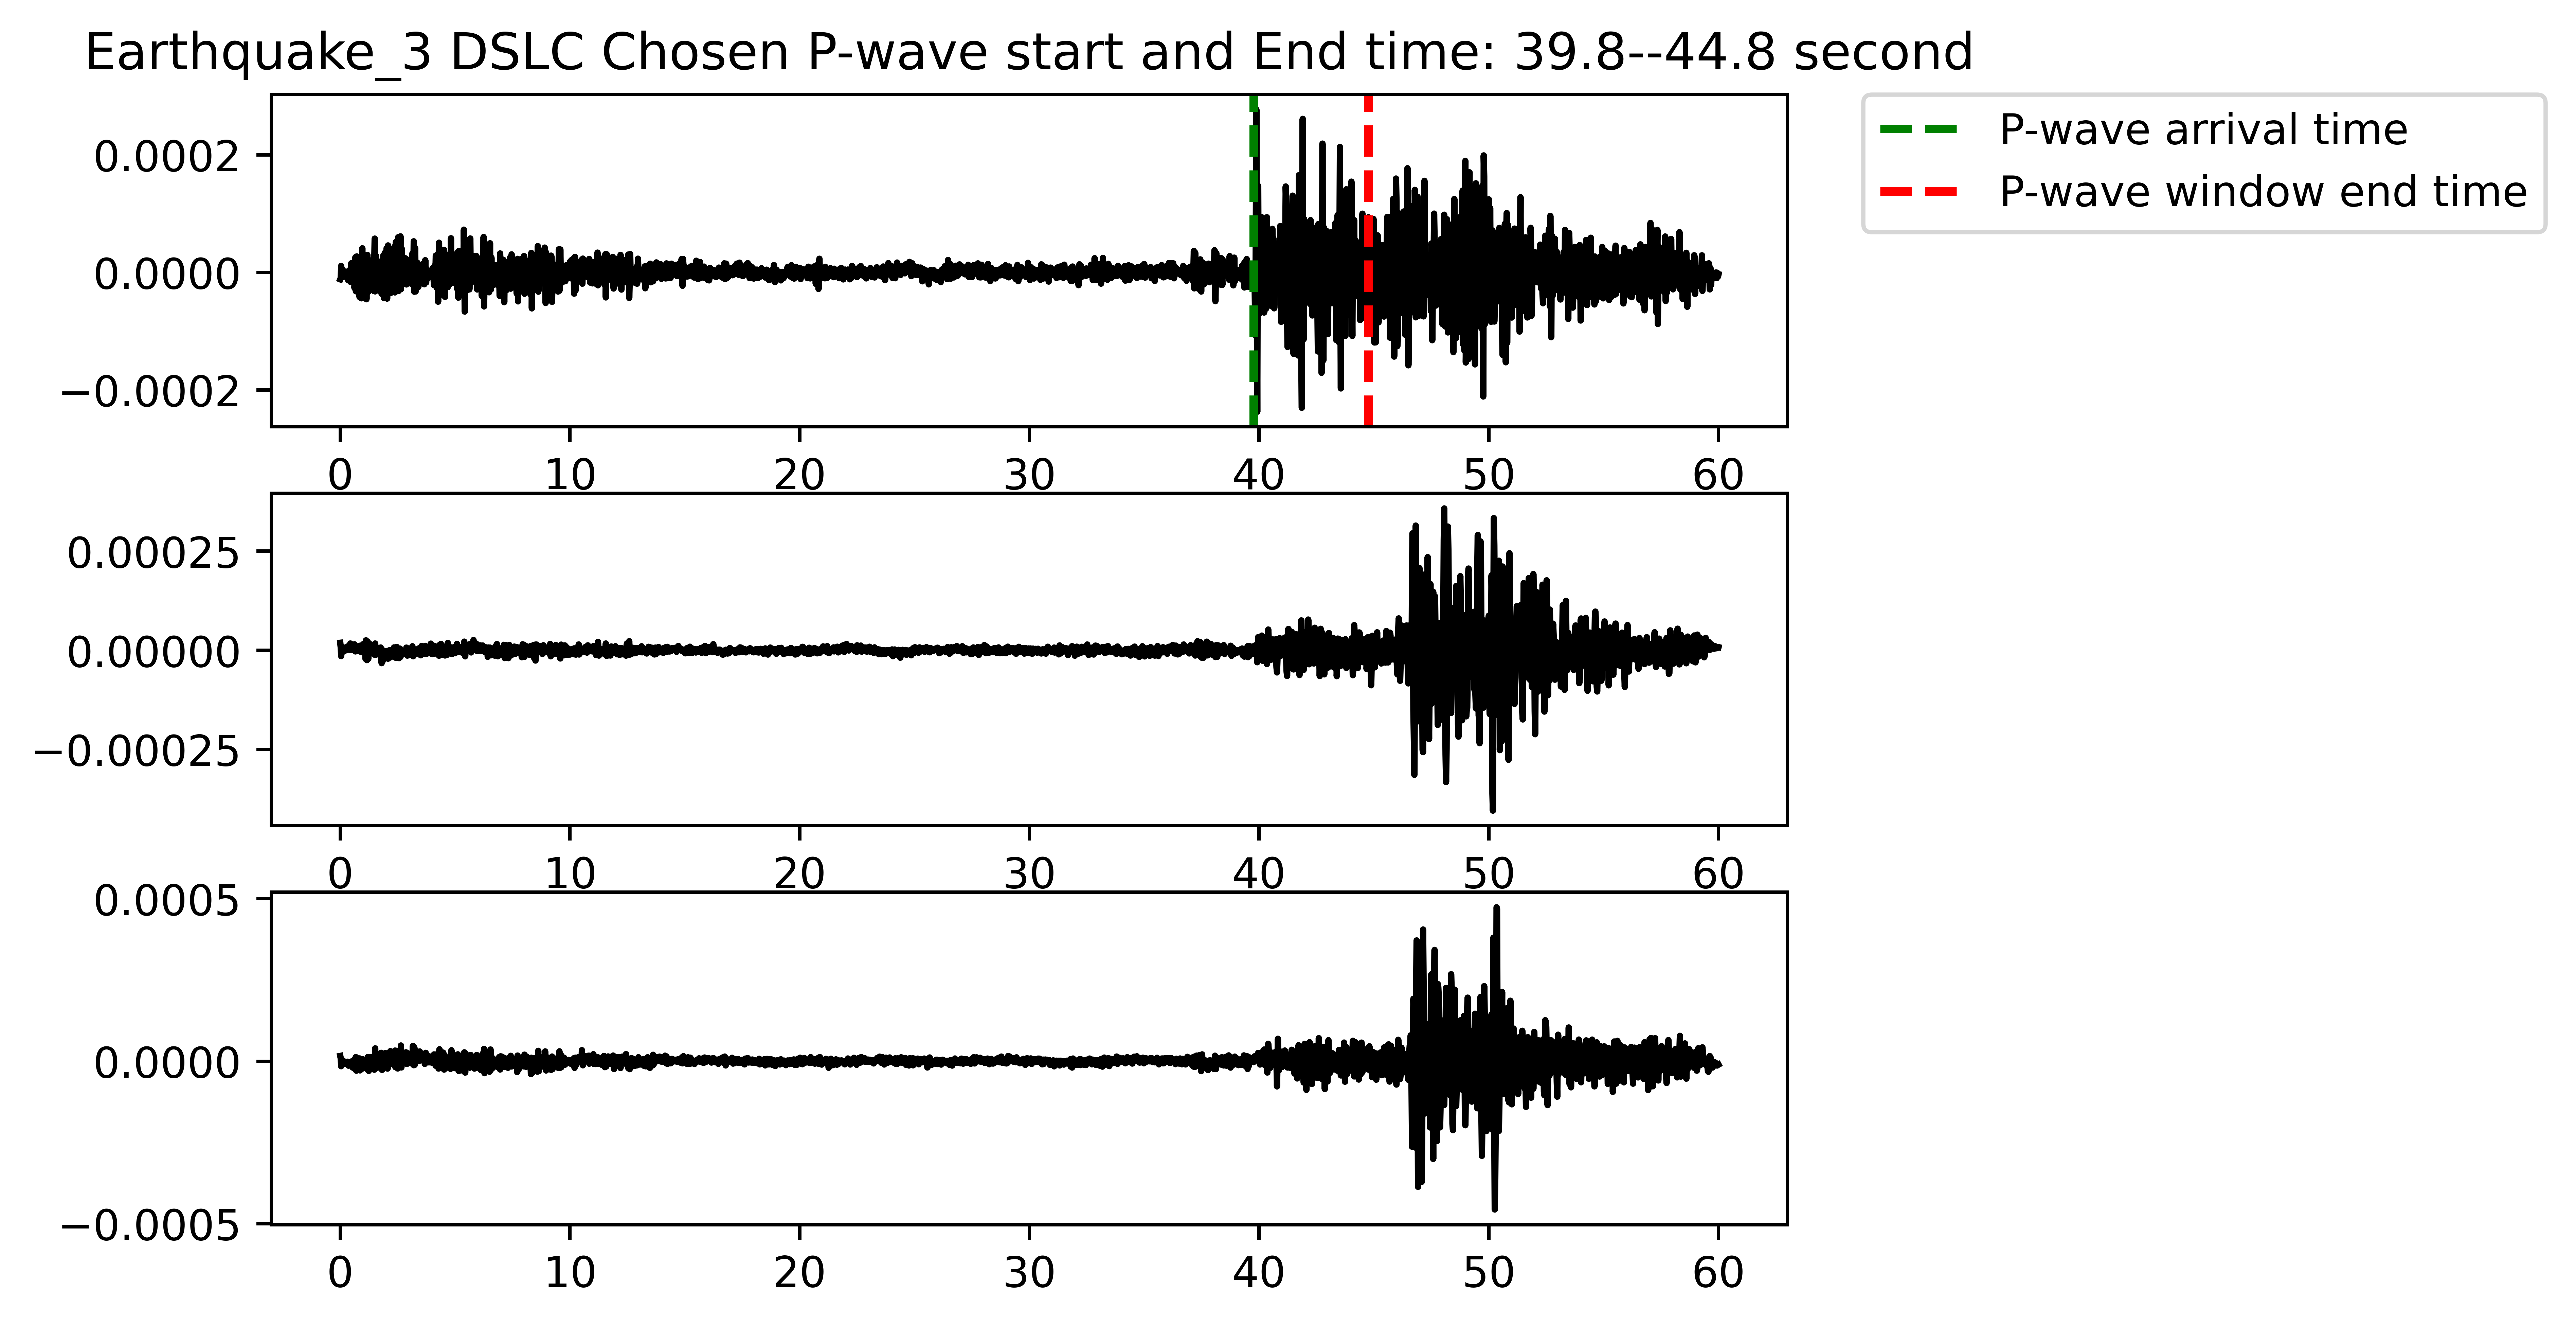 Earthquake_3 DSLC Chosen P-wave start and End time: 39.8--44.8 second
P-wave arrival time
P-wave window end time
0.0002
0.0000
−0.0002
0 10 20 30 40 50 60
0.00025
0.00000
−0.00025
0 10 20 30 40 50 60
0.0005
0.0000
−0.0005
0 10 20 30 40 50 60